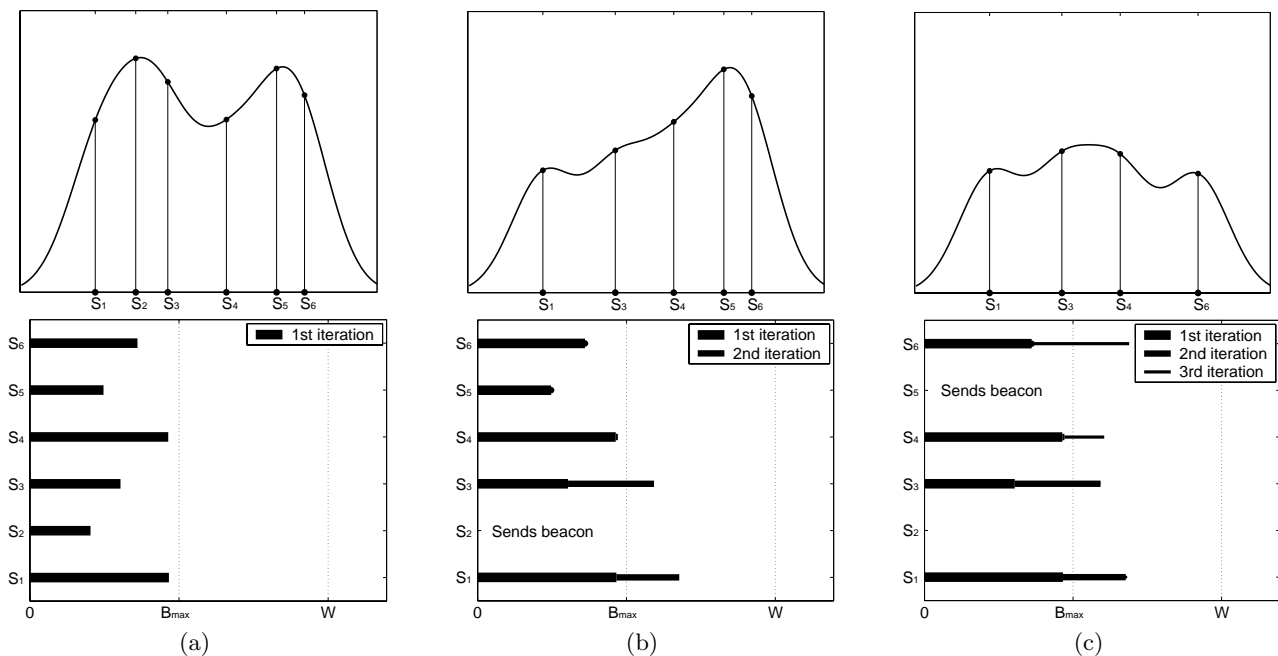 S₁ S₂ S₃ S₄ S₅ S₆
S₁ S₃ S₄ S₅ S₆
S₁ S₃ S₄ S₆
1st iteration
S₆
S₅
S₄
S₃
S₂
S₁
0 Bmax W
(a)
1st iteration
2nd iteration
S₆
S₅
S₄
S₃
S₂ Sends beacon
S₁
0 Bmax W
(b)
1st iteration
2nd iteration
3rd iteration
S₆
S₅ Sends beacon
S₄
S₃
S₂
S₁
0 Bmax W
(c)